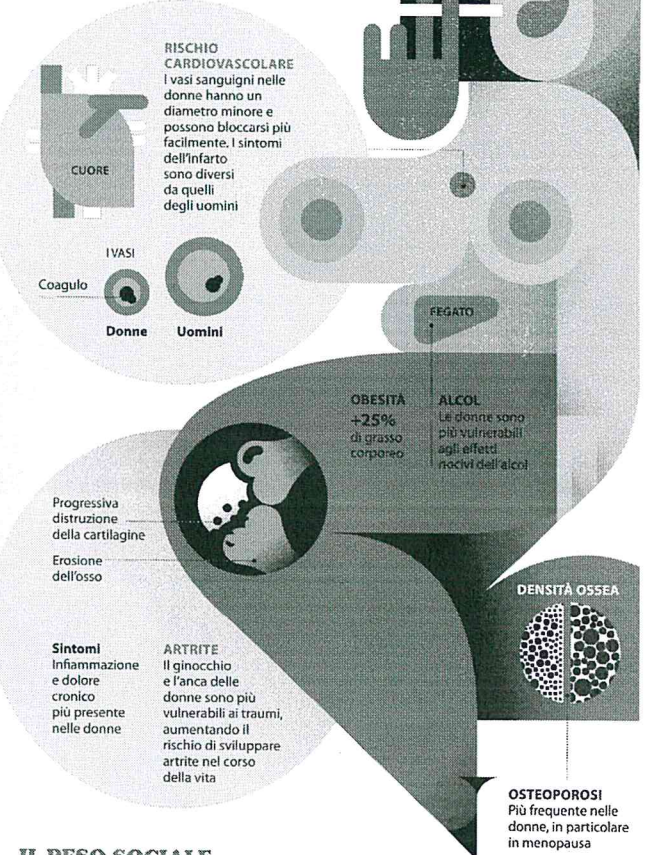 RISCHIO
CARDIOVASCOLARE
I vasi sanguigni nelle
donne hanno un
diametro minore e
possono bloccarsi più
facilmente. I sintomi
dell'infarto
sono diversi
da quelli
degli uomini
CUORE
I VASI
Coagulo
Donne
Uomini
FEGATO
OBESITÀ
+25%
di grasso
corporeo
ALCOL
Le donne sono
più vulnerabili
agli effetti
nocivi dell'alcol
Progressiva
distruzione
della cartilagine
Erosione
dell'osso
DENSITÀ OSSEA
Sintomi
Infiammazione
e dolore
cronico
più presente
nelle donne
ARTRITE
Il ginocchio
e l'anca delle
donne sono più
vulnerabili ai traumi,
aumentando il
rischio di sviluppare
artrite nel corso
della vita
OSTEOPOROSI
Più frequente nelle
donne, in particolare
in menopausa
IL PESO SOCIALE